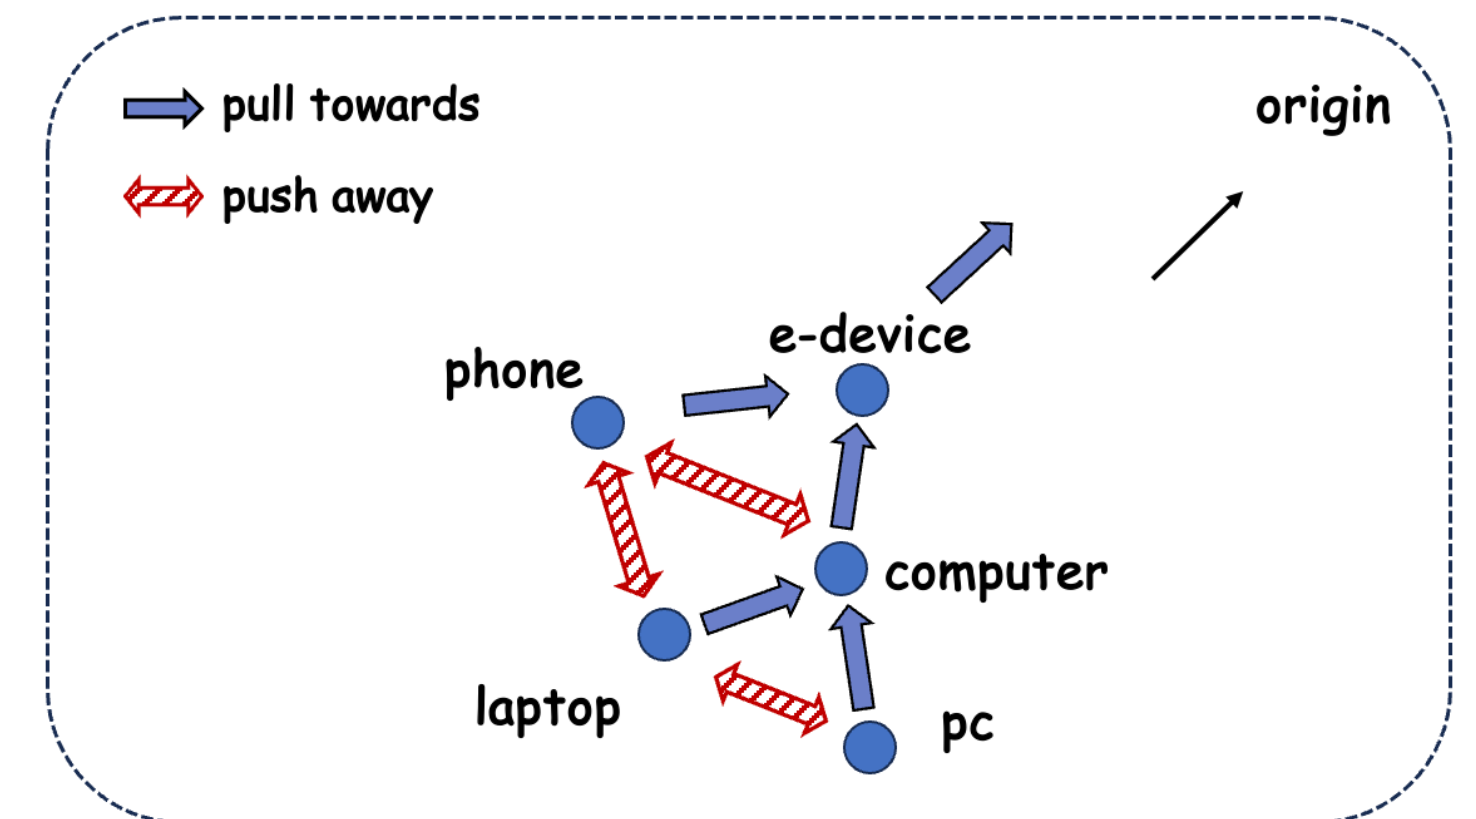 pull towards
origin
push away
e-device
phone
computer
laptop
pc